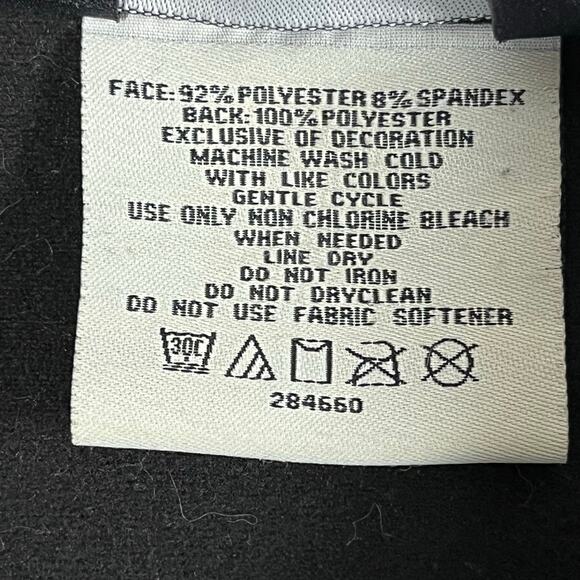 FACE: 92% POLYESTER 8% SPANDEX
BACK: 100% POLYESTER
EXCLUSIVE OF DECORATION
MACHINE WASH COLD
WITH LIKE COLORS
GENTLE CYCLE
USE ONLY NON CHLORINE BLEACH
WHEN NEEDED
LINE DRY
DO NOT IRON
DO NOT DRYCLEAN
DO NOT USE FABRIC SOFTENER
30C
284660